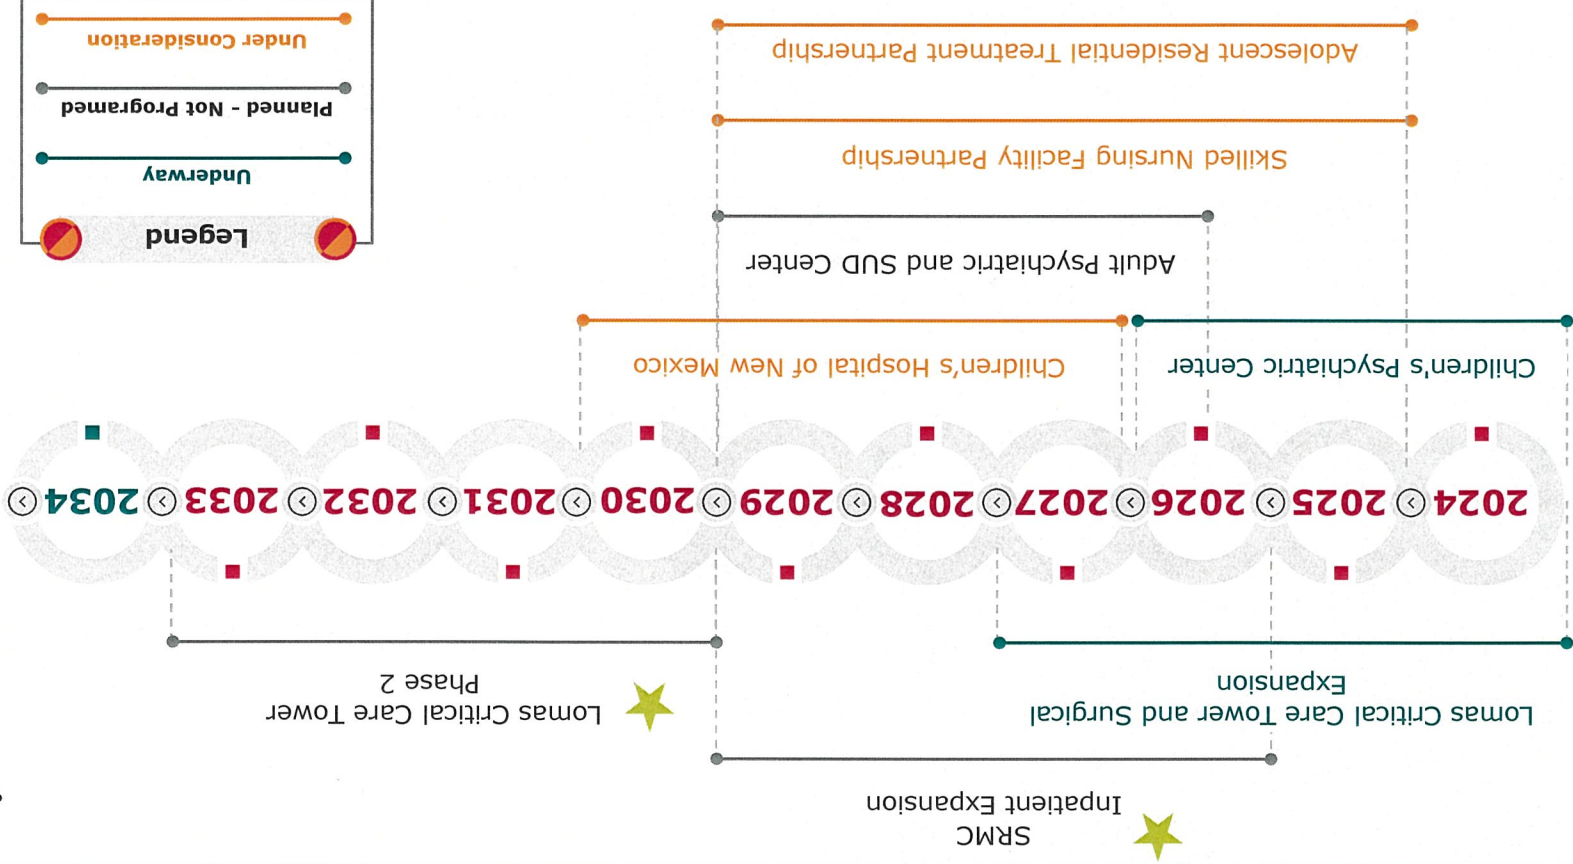 SRMC
Inpatient Expansion
Lomas Critical Care Tower and Surgical
Expansion
Lomas Critical Care Tower
Phase 2
2024
2025
2026
2027
2028
2029
2030
2031
2032
2033
2034
Children's Psychiatric Center
Children's Hospital of New Mexico
Adult Psychiatric and SUD Center
Skilled Nursing Facility Partnership
Adolescent Residential Treatment Partnership
Legend
Underway
Planned - Not Programed
Under Consideration